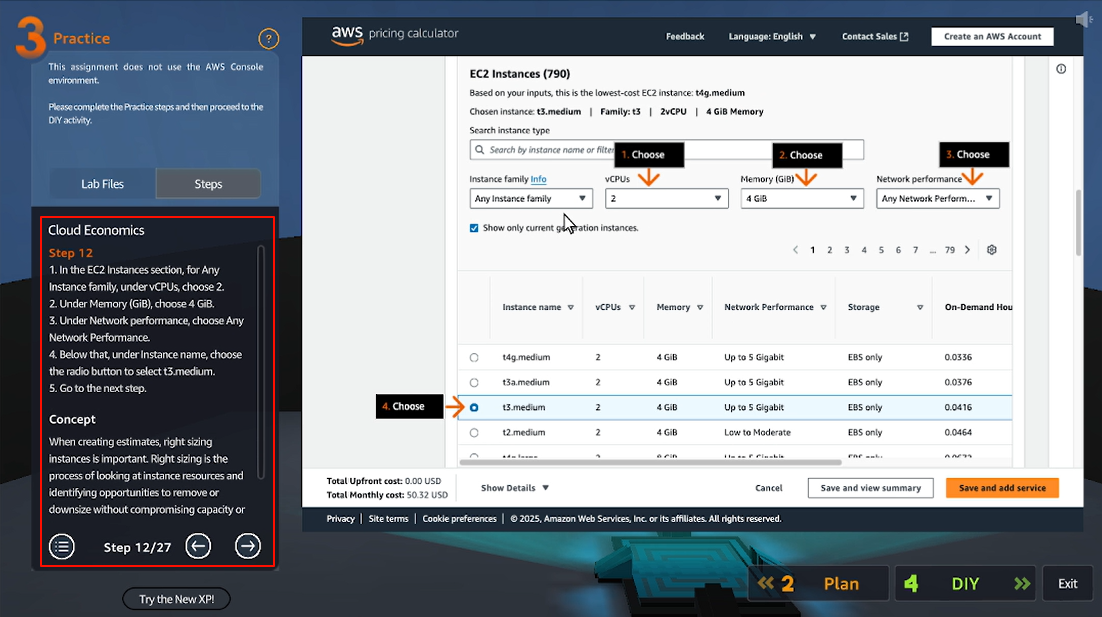 3 Practice
?
This assignment does not use the AWS Console
environment.
Please complete the Practice steps and then proceed to the
DIY activity.
Lab Files
Steps
Cloud Economics
Step 12
1. In the EC2 Instances section, for Any
Instance family, under vCPUs, choose 2.
2. Under Memory (GiB), choose 4 GiB.
3. Under Network performance, choose Any
Network Performance.
4. Below that, under Instance name, choose
the radio button to select t3.medium.
5. Go to the next step.
Concept
When creating estimates, right sizing
instances is important. Right sizing is the
process of looking at instance resources and
identifying opportunities to remove or
downsize without compromising capacity or
Step 12/27
Try the New XP!
aws pricing calculator
Feedback
Language: English
Contact Sales
Create an AWS Account
EC2 Instances (790)
Based on your inputs, this is the lowest-cost EC2 instance: t4g.medium
Chosen instance: t3.medium | Family: t3 | 2vCPU | 4 GiB Memory
Search instance type
Search by instance name or filter
1. Choose
2. Choose
3. Choose
Instance family Info
vCPUs
Memory (GiB)
Network performance
Any Instance family
2
4 GiB
Any Network Perform...
Show only current generation instances.
1 2 3 4 5 6 7 ... 79
Instance name vCPUs Memory Network Performance Storage On-Demand Hou
t4g.medium 2 4 GiB Up to 5 Gigabit EBS only 0.0336
t3a.medium 2 4 GiB Up to 5 Gigabit EBS only 0.0376
4. Choose
t3.medium 2 4 GiB Up to 5 Gigabit EBS only 0.0416
t2.medium 2 4 GiB Low to Moderate EBS only 0.0464
Total Upfront cost: 0.00 USD
Total Monthly cost: 50.32 USD
Show Details
Cancel
Save and view summary
Save and add service
Privacy | Site terms | Cookie preferences | © 2025, Amazon Web Services, Inc. or its affiliates. All rights reserved.
2 Plan
4 DIY
Exit